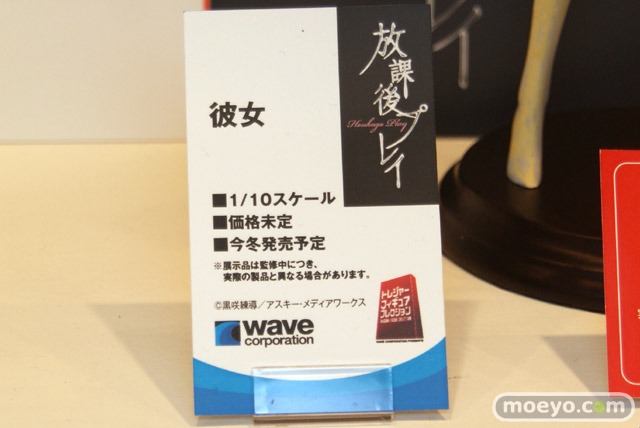 放課後プレイ
Houkago Play
彼女
■1/10スケール
■価格未定
■今冬発売予定
※展示品は監修中につき、
実際の製品と異なる場合があります。
©黒咲練導／アスキー・メディアワークス
wave
corporation
トレジャー
フィギュア
コレクション
レイ
moeyo.com